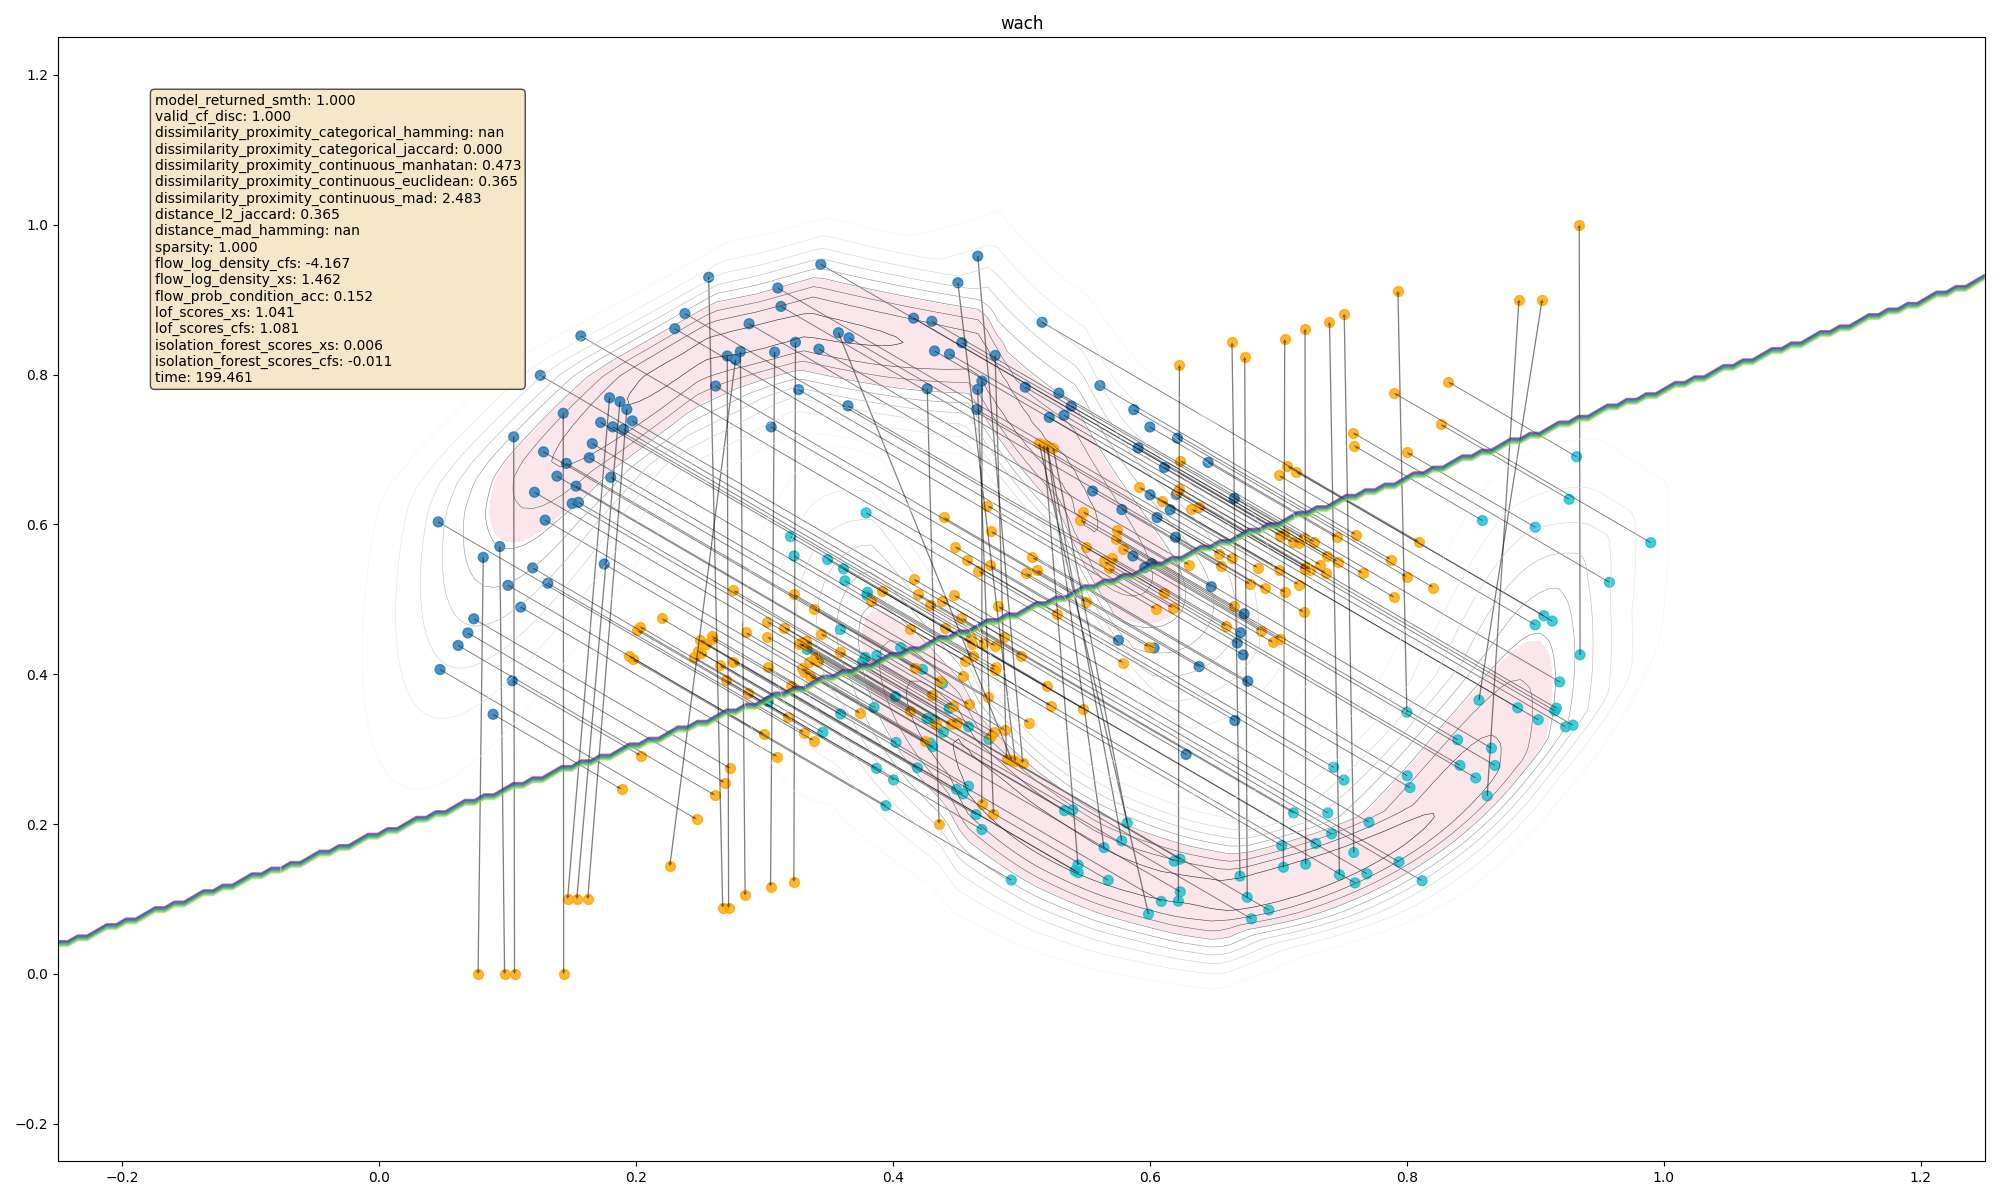 wach
1.2
1.0
0.8
0.6
0.4
0.2
0.0
−0.2
model_returned_smth: 1.000
valid_cf_disc: 1.000
dissimilarity_proximity_categorical_hamming: nan
dissimilarity_proximity_categorical_jaccard: 0.000
dissimilarity_proximity_continuous_manhatan: 0.473
dissimilarity_proximity_continuous_euclidean: 0.365
dissimilarity_proximity_continuous_mad: 2.483
distance_l2_jaccard: 0.365
distance_mad_hamming: nan
sparsity: 1.000
flow_log_density_cfs: -4.167
flow_log_density_xs: 1.462
flow_prob_condition_acc: 0.152
lof_scores_xs: 1.041
lof_scores_cfs: 1.081
isolation_forest_scores_xs: 0.006
isolation_forest_scores_cfs: -0.011
time: 199.461
−0.2 0.0 0.2 0.4 0.6 0.8 1.0 1.2